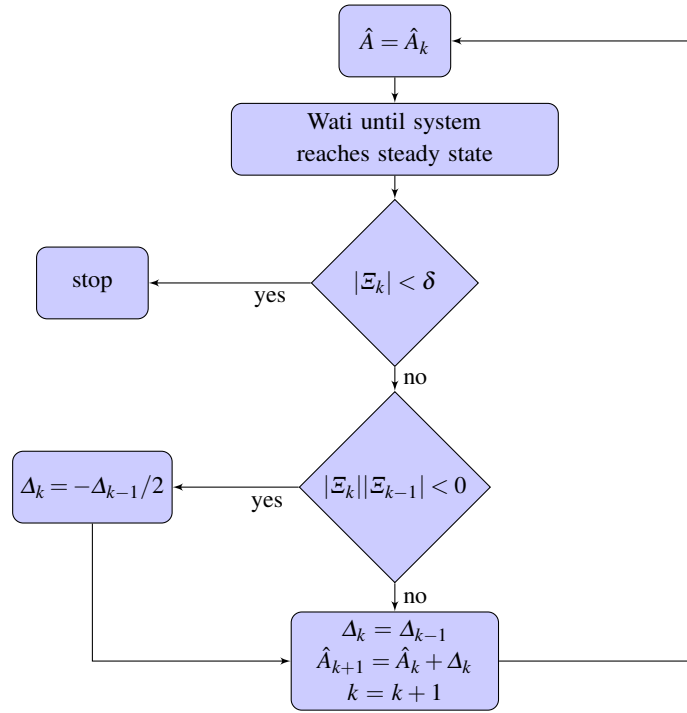 Â = Â_k
Wati until system
reaches steady state
|Ξ_k| < δ
yes
stop
no
|Ξ_k||Ξ_{k−1}| < 0
yes
Δ_k = −Δ_{k−1}/2
no
Δ_k = Δ_{k−1}
Â_{k+1} = Â_k + Δ_k
k = k + 1